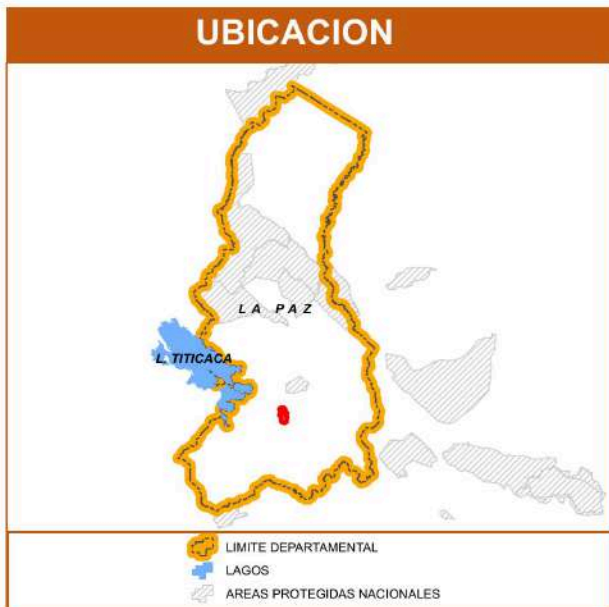 UBICACION
LA PAZ
L. TITICACA
LIMITE DEPARTAMENTAL
LAGOS
AREAS PROTEGIDAS NACIONALES